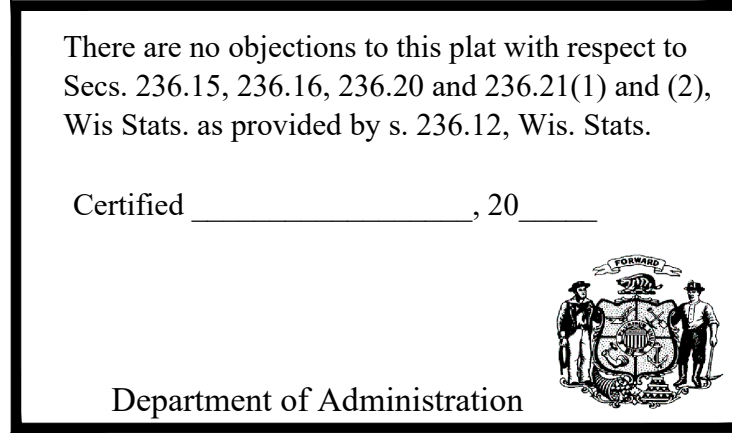 There are no objections to this plat with respect to
Secs. 236.15, 236.16, 236.20 and 236.21(1) and (2),
Wis Stats. as provided by s. 236.12, Wis. Stats.
Certified __________________, 20_____
FORWARD
Department of Administration